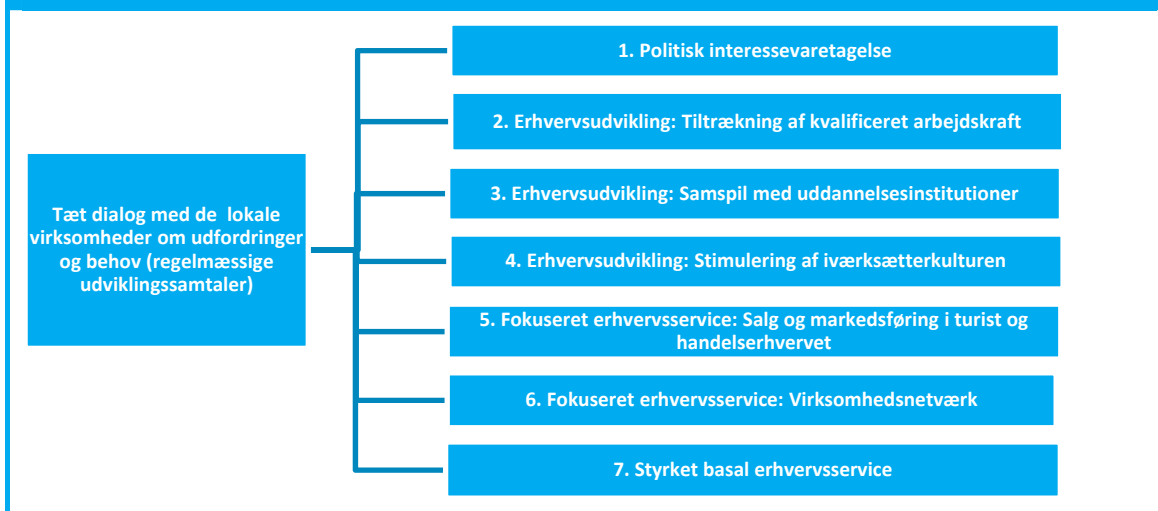 1. Politisk interessevaretagelse
2. Erhvervsudvikling: Tiltrækning af kvalificeret arbejdskraft
3. Erhvervsudvikling: Samspil med uddannelsesinstitutioner
Tæt dialog med de lokale
virksomheder om udfordringer
og behov (regelmæssige
udviklingssamtaler)
4. Erhvervsudvikling: Stimulering af iværksætterkulturen
5. Fokuseret erhvervsservice: Salg og markedsføring i turist og
handelserhvervet
6. Fokuseret erhvervsservice: Virksomhedsnetværk
7. Styrket basal erhvervsservice